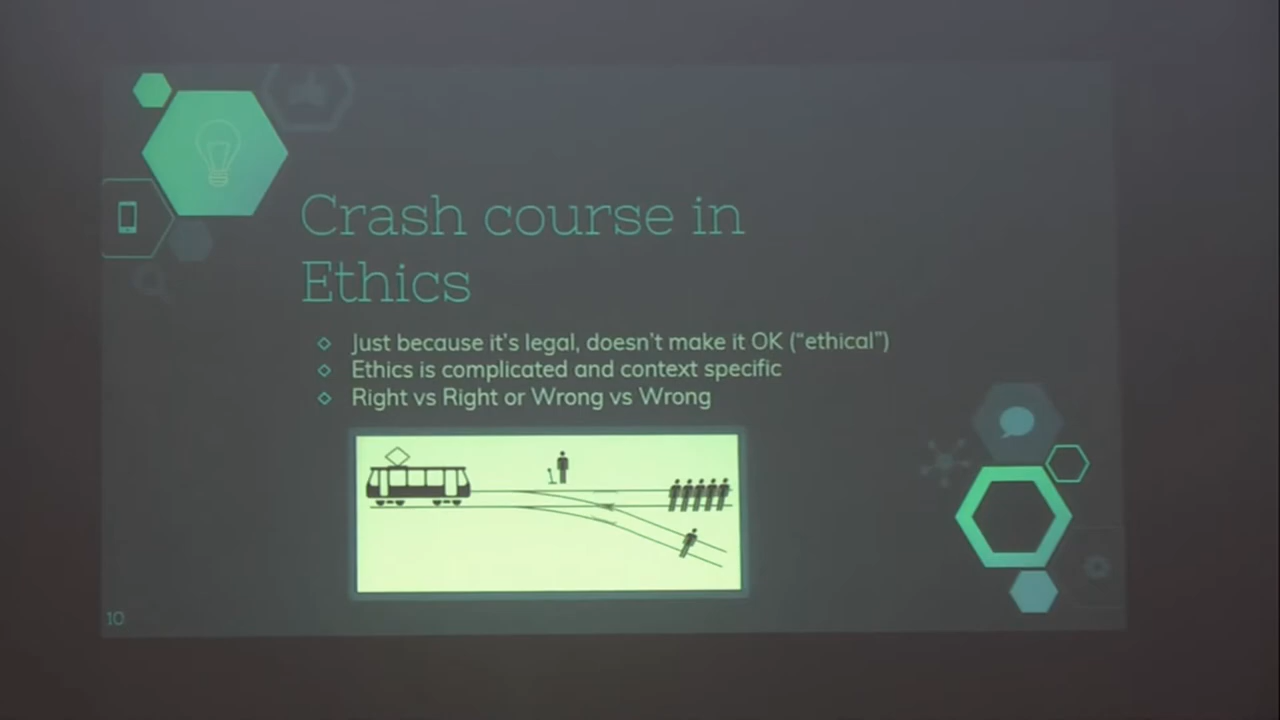 Crash course in
Ethics
Just because it's legal, doesn't make it OK (“ethical”)
Ethics is complicated and context specific
Right vs Right or Wrong vs Wrong
10